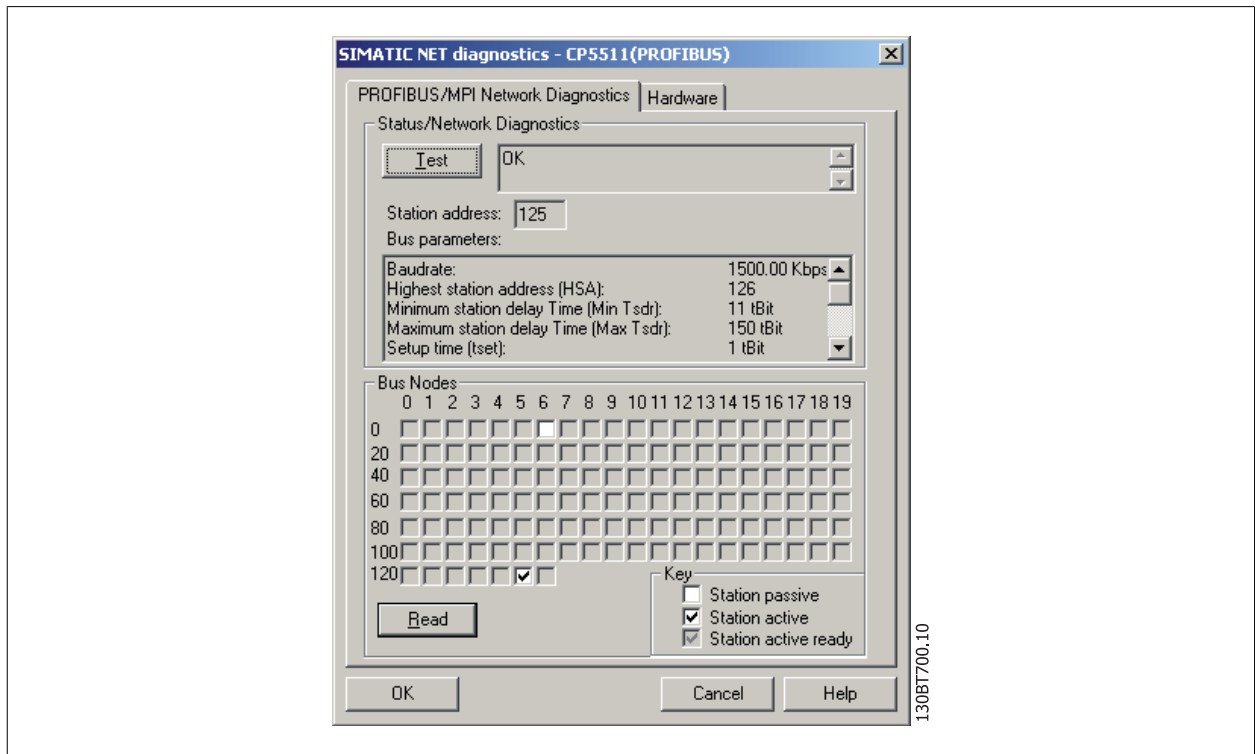 SIMATIC NET diagnostics - CP5511(PROFIBUS)
PROFIBUS/MPI Network Diagnostics Hardware
Status/Network Diagnostics
Test OK
Station address: 125
Bus parameters:
Baudrate: 1500.00 Kbps
Highest station address (HSA): 126
Minimum station delay Time (Min Tsdr): 11 tBit
Maximum station delay Time (Max Tsdr): 150 tBit
Setup time (tset): 1 tBit
Bus Nodes
0 1 2 3 4 5 6 7 8 9 10 11 12 13 14 15 16 17 18 19
0
20
40
60
80
100
120
Key
Station passive
Station active
Station active ready
Read
OK Cancel Help
130BT700.10